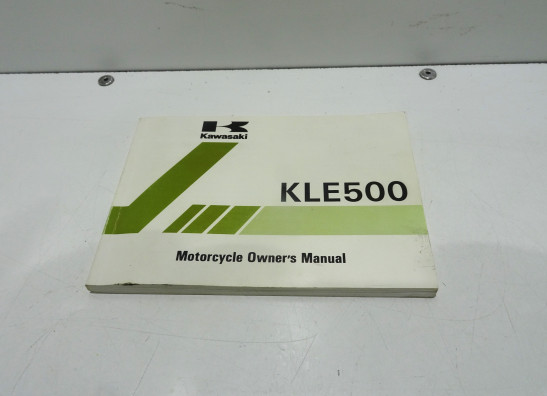 Kawasaki
KLE500
Motorcycle Owner's Manual